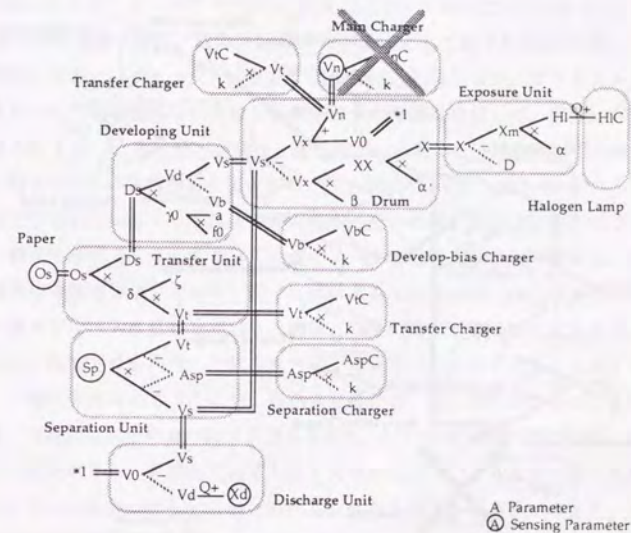 Main Charger
Transfer Charger
VtC
Vt
×
k
Vn
nC
k
Vn
Exposure Unit
Developing Unit
Vx
+
V0
*1
Xm
Hl
Q+
HlC
×
α
Vs
Vs
−
X
X
−
D
Vd
−
XX
×
α
Ds
×
Vb
Vx
×
β
Drum
Halogen Lamp
γ0
×
a
f0
Vb
VbC
×
k
Develop-bias Charger
Paper
Ds
Transfer Unit
Os
Os
×
ζ
δ
×
Vt
Vt
VtC
×
k
Transfer Charger
Vt
−
Sp
×
Asp
Asp
AspC
×
k
−
Vs
Separation Charger
Separation Unit
Vs
*1
V0
−
Vd
Q+
Xd
Discharge Unit
A Parameter
A Sensing Parameter